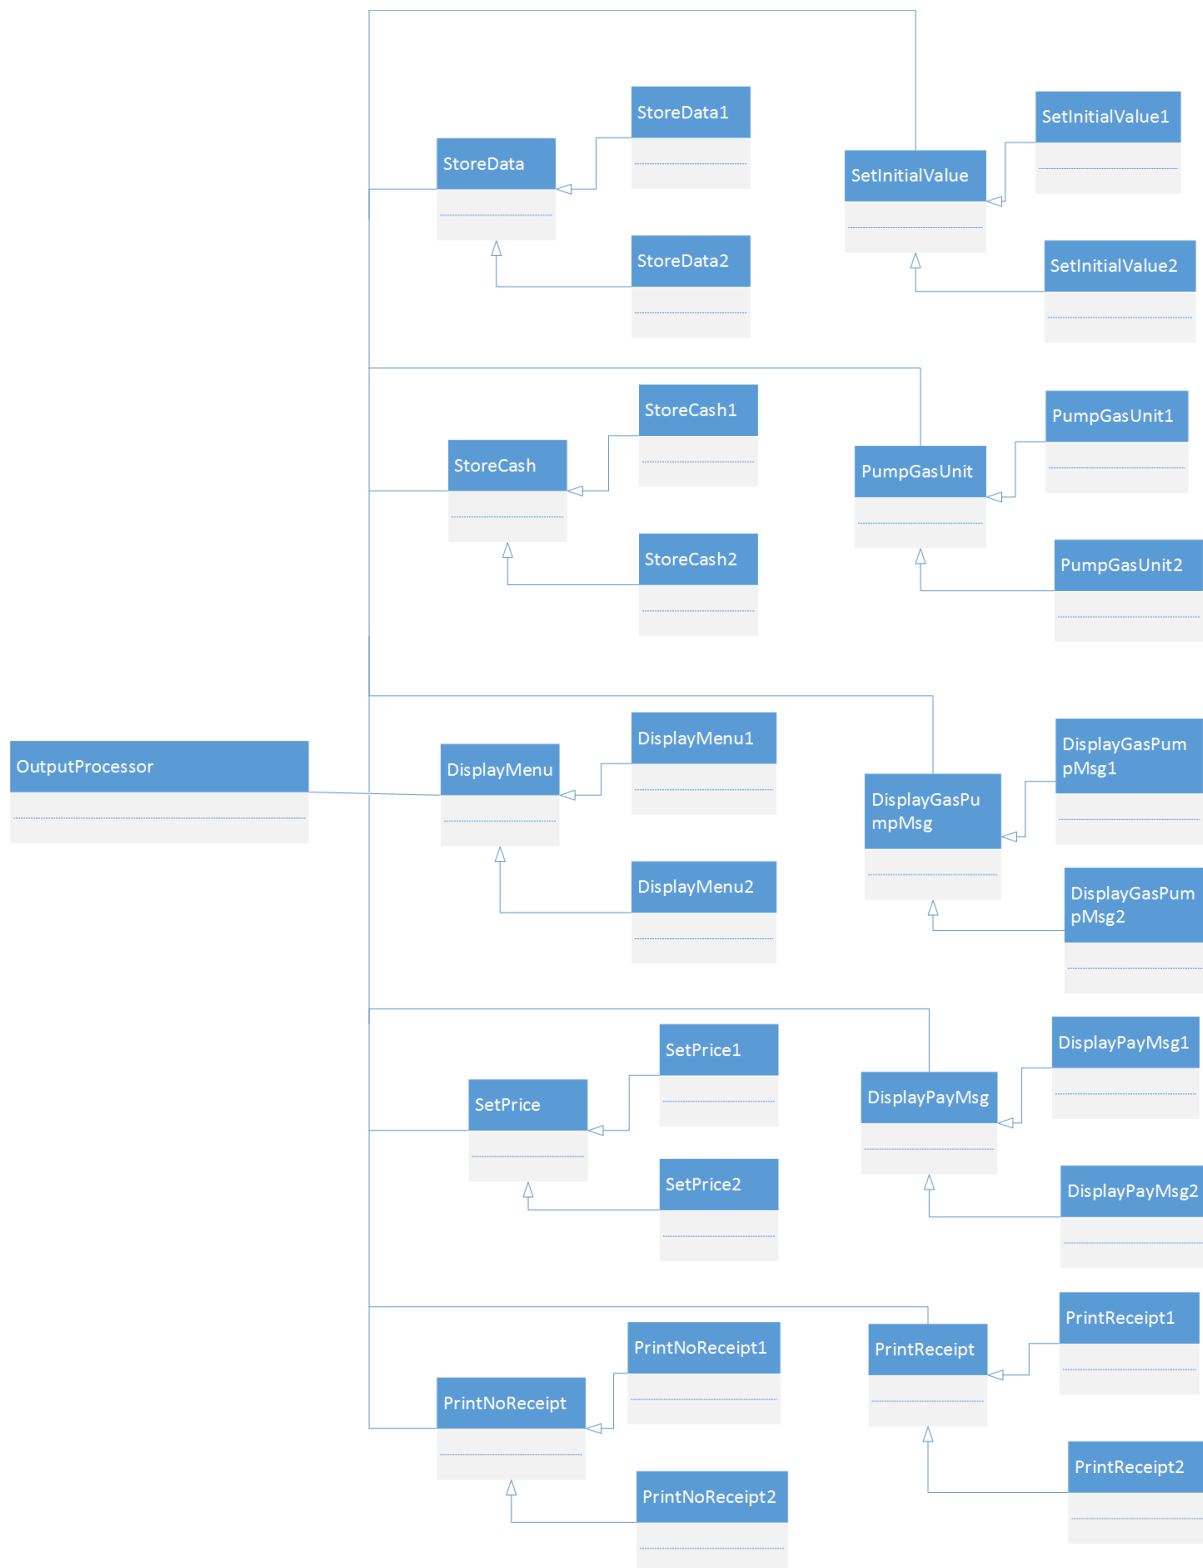 StoreData1
SetInitialValue1
StoreData
SetInitialValue
StoreData2
SetInitialValue2
StoreCash1
PumpGasUnit1
StoreCash
PumpGasUnit
StoreCash2
PumpGasUnit2
DisplayMenu1
DisplayGasPum
pMsg1
OutputProcessor
DisplayMenu
DisplayGasPu
mpMsg
DisplayMenu2
DisplayGasPum
pMsg2
SetPrice1
DisplayPayMsg1
SetPrice
DisplayPayMsg
SetPrice2
DisplayPayMsg2
PrintNoReceipt1
PrintReceipt1
PrintReceipt
PrintNoReceipt
PrintNoReceipt2
PrintReceipt2